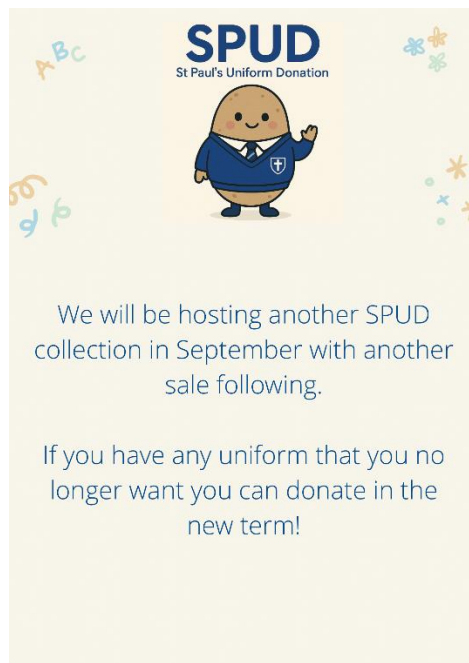 ABC
SPUD
St Paul's Uniform Donation
We will be hosting another SPUD
collection in September with another
sale following.
If you have any uniform that you no
longer want you can donate in the
new term!